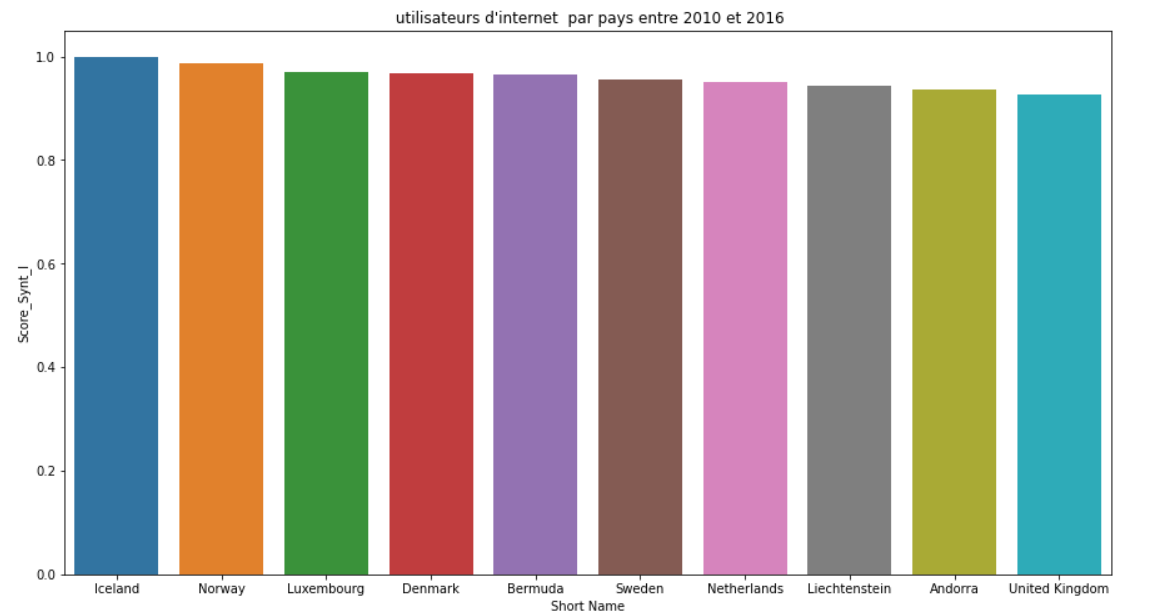 utilisateurs d'internet  par pays entre 2010 et 2016
Score_Synt_I
1.0
0.8
0.6
0.4
0.2
0.0
Iceland Norway Luxembourg Denmark Bermuda Sweden Netherlands Liechtenstein Andorra United Kingdom
Short Name